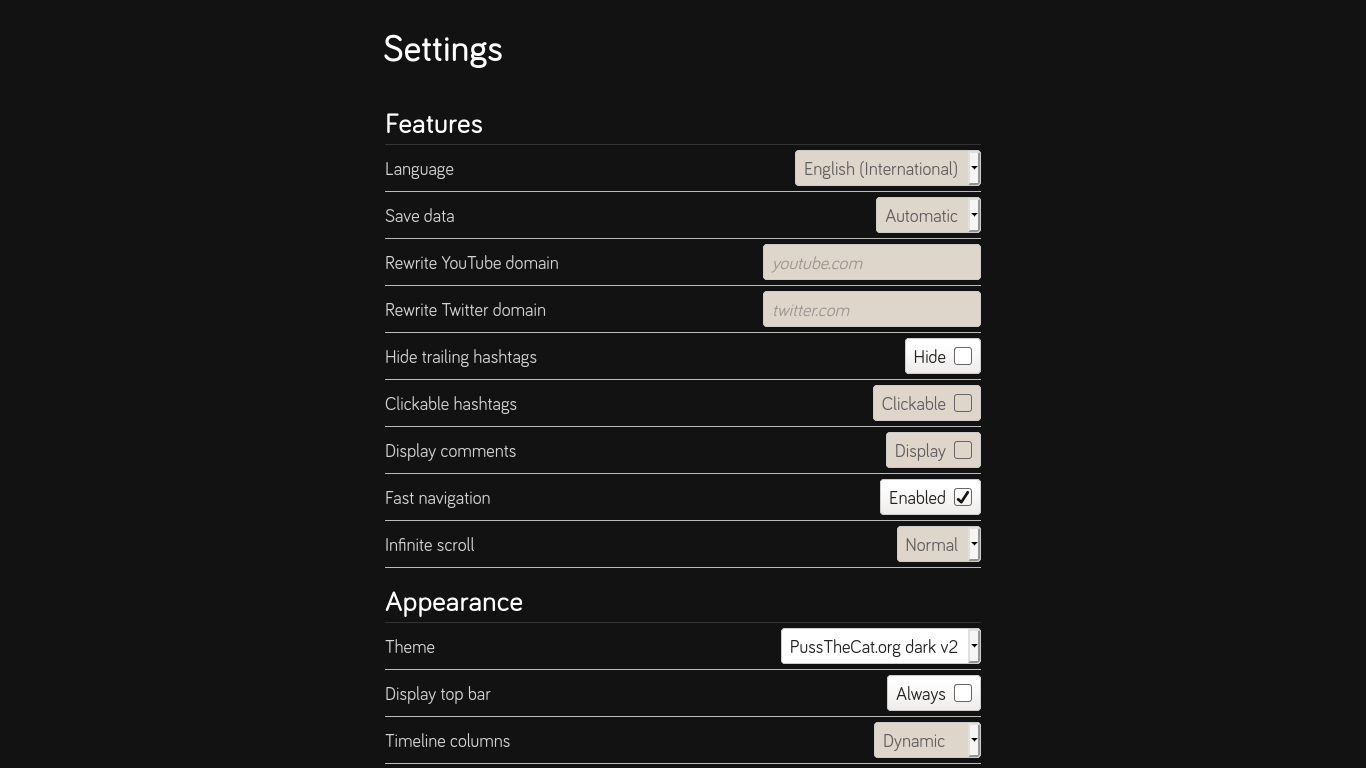 Settings
Features
Language English (International)
Save data Automatic
Rewrite YouTube domain youtube.com
Rewrite Twitter domain twitter.com
Hide trailing hashtags Hide
Clickable hashtags Clickable
Display comments Display
Fast navigation Enabled
Infinite scroll Normal
Appearance
Theme PussTheCat.org dark v2
Display top bar Always
Timeline columns Dynamic